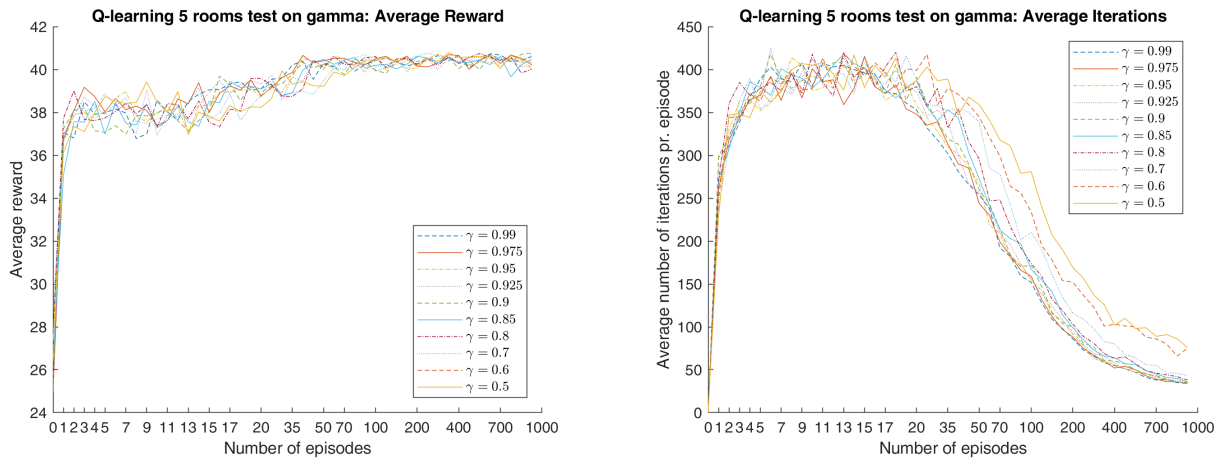 Q-learning 5 rooms test on gamma: Average Reward
42
40
38
36
34
32
30
28
26
24
Average reward
γ = 0.99
γ = 0.975
γ = 0.95
γ = 0.925
γ = 0.9
γ = 0.85
γ = 0.8
γ = 0.7
γ = 0.6
γ = 0.5
0 1 2 3 4 5 7 9 11 13 15 17 20 35 50 70 100 200 400 700 1000
Number of episodes
Q-learning 5 rooms test on gamma: Average Iterations
450
400
350
300
250
200
150
100
50
0
Average number of iterations pr. episode
γ = 0.99
γ = 0.975
γ = 0.95
γ = 0.925
γ = 0.9
γ = 0.85
γ = 0.8
γ = 0.7
γ = 0.6
γ = 0.5
0 1 2 3 4 5 7 9 11 13 15 17 20 35 50 70 100 200 400 700 1000
Number of episodes